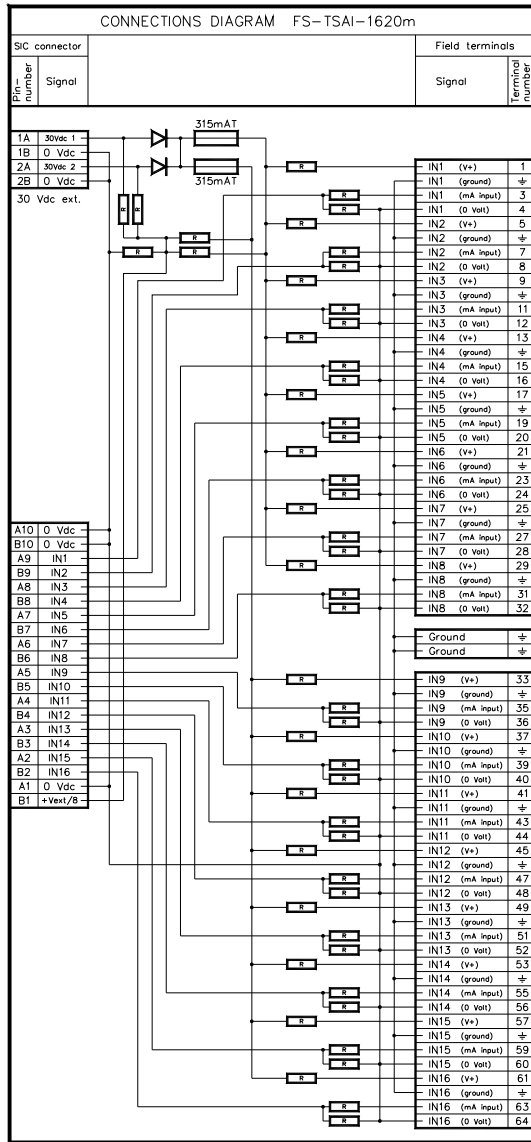 CONNECTIONS DIAGRAM FS-TSAI-1620m
SIC connector
Field terminals
Pin-number
Signal
Signal
Terminal number
315mAT
315mAT
1A 30Vdc 1
1B 0 Vdc
2A 30Vdc 2
2B 0 Vdc
30 Vdc ext.
R
R
R
R
R
A10 0 Vdc
B10 0 Vdc
A9 IN1
B9 IN2
A8 IN3
B8 IN4
A7 IN5
B7 IN6
A6 IN7
B6 IN8
A5 IN9
B5 IN10
A4 IN11
B4 IN12
A3 IN13
B3 IN14
A2 IN15
B2 IN16
A1 0 Vdc
B1 +Vext/8
R IN1 (V+) 1
IN1 (ground)
R IN1 (mA input) 3
R IN1 (0 Volt) 4
R IN2 (V+) 5
IN2 (ground)
R IN2 (mA input) 7
R IN2 (0 Volt) 8
R IN3 (V+) 9
IN3 (ground)
R IN3 (mA input) 11
R IN3 (0 Volt) 12
R IN4 (V+) 13
IN4 (ground)
R IN4 (mA input) 15
R IN4 (0 Volt) 16
R IN5 (V+) 17
IN5 (ground)
R IN5 (mA input) 19
R IN5 (0 Volt) 20
R IN6 (V+) 21
IN6 (ground)
R IN6 (mA input) 23
R IN6 (0 Volt) 24
R IN7 (V+) 25
IN7 (ground)
R IN7 (mA input) 27
R IN7 (0 Volt) 28
R IN8 (V+) 29
IN8 (ground)
R IN8 (mA input) 31
R IN8 (0 Volt) 32
Ground
Ground
R IN9 (V+) 33
IN9 (ground)
R IN9 (mA input) 35
R IN9 (0 Volt) 36
R IN10 (V+) 37
IN10 (ground)
R IN10 (mA input) 39
R IN10 (0 Volt) 40
R IN11 (V+) 41
IN11 (ground)
R IN11 (mA input) 43
R IN11 (0 Volt) 44
R IN12 (V+) 45
IN12 (ground)
R IN12 (mA input) 47
R IN12 (0 Volt) 48
R IN13 (V+) 49
IN13 (ground)
R IN13 (mA input) 51
R IN13 (0 Volt) 52
R IN14 (V+) 53
IN14 (ground)
R IN14 (mA input) 55
R IN14 (0 Volt) 56
R IN15 (V+) 57
IN15 (ground)
R IN15 (mA input) 59
R IN15 (0 Volt) 60
R IN16 (V+) 61
IN16 (ground)
R IN16 (mA input) 63
R IN16 (0 Volt) 64